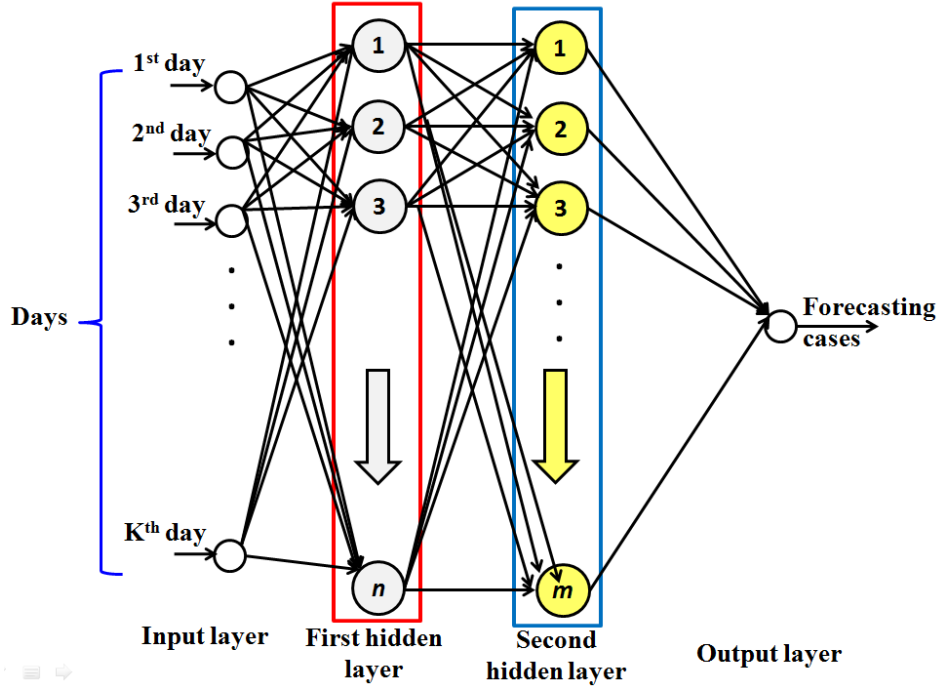 1st day
2nd day
3rd day
Kth day
Days
1
2
3
n
1
2
3
m
Forecasting
cases
Input layer
First hidden
layer
Second
hidden layer
Output layer